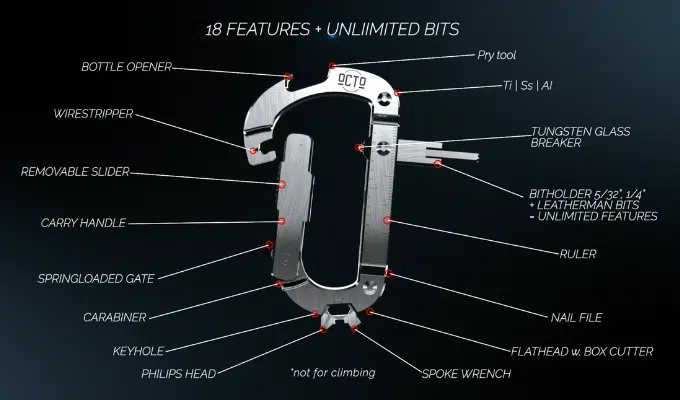 18 FEATURES + UNLIIMITED BITS
Pry tool
BOTTLE OPENER
OCTO
Ti | Ss | Al
WIRESTRIPPER
TUNGSTEN GLASS
BREAKER
REMOVABLE SLIDER
BITHOLDER 5/32", 1/4"
+ LEATHERMAN BITS
= UNLIMITED FEATURES
CARRY HANDLE
RULER
SPRINGLOADED GATE
CARABINER
NAIL FILE
KEYHOLE
FLATHEAD w. BOX CUTTER
PHILIPS HEAD
*not for climbing
SPOKE WRENCH